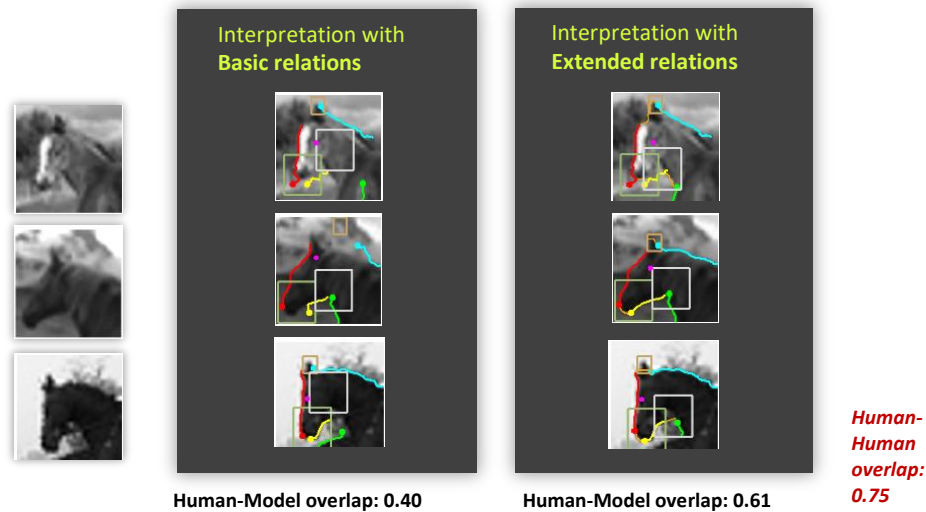 Interpretation with
Basic relations
Interpretation with
Extended relations
Human-Model overlap: 0.40
Human-Model overlap: 0.61
Human-
Human
overlap:
0.75